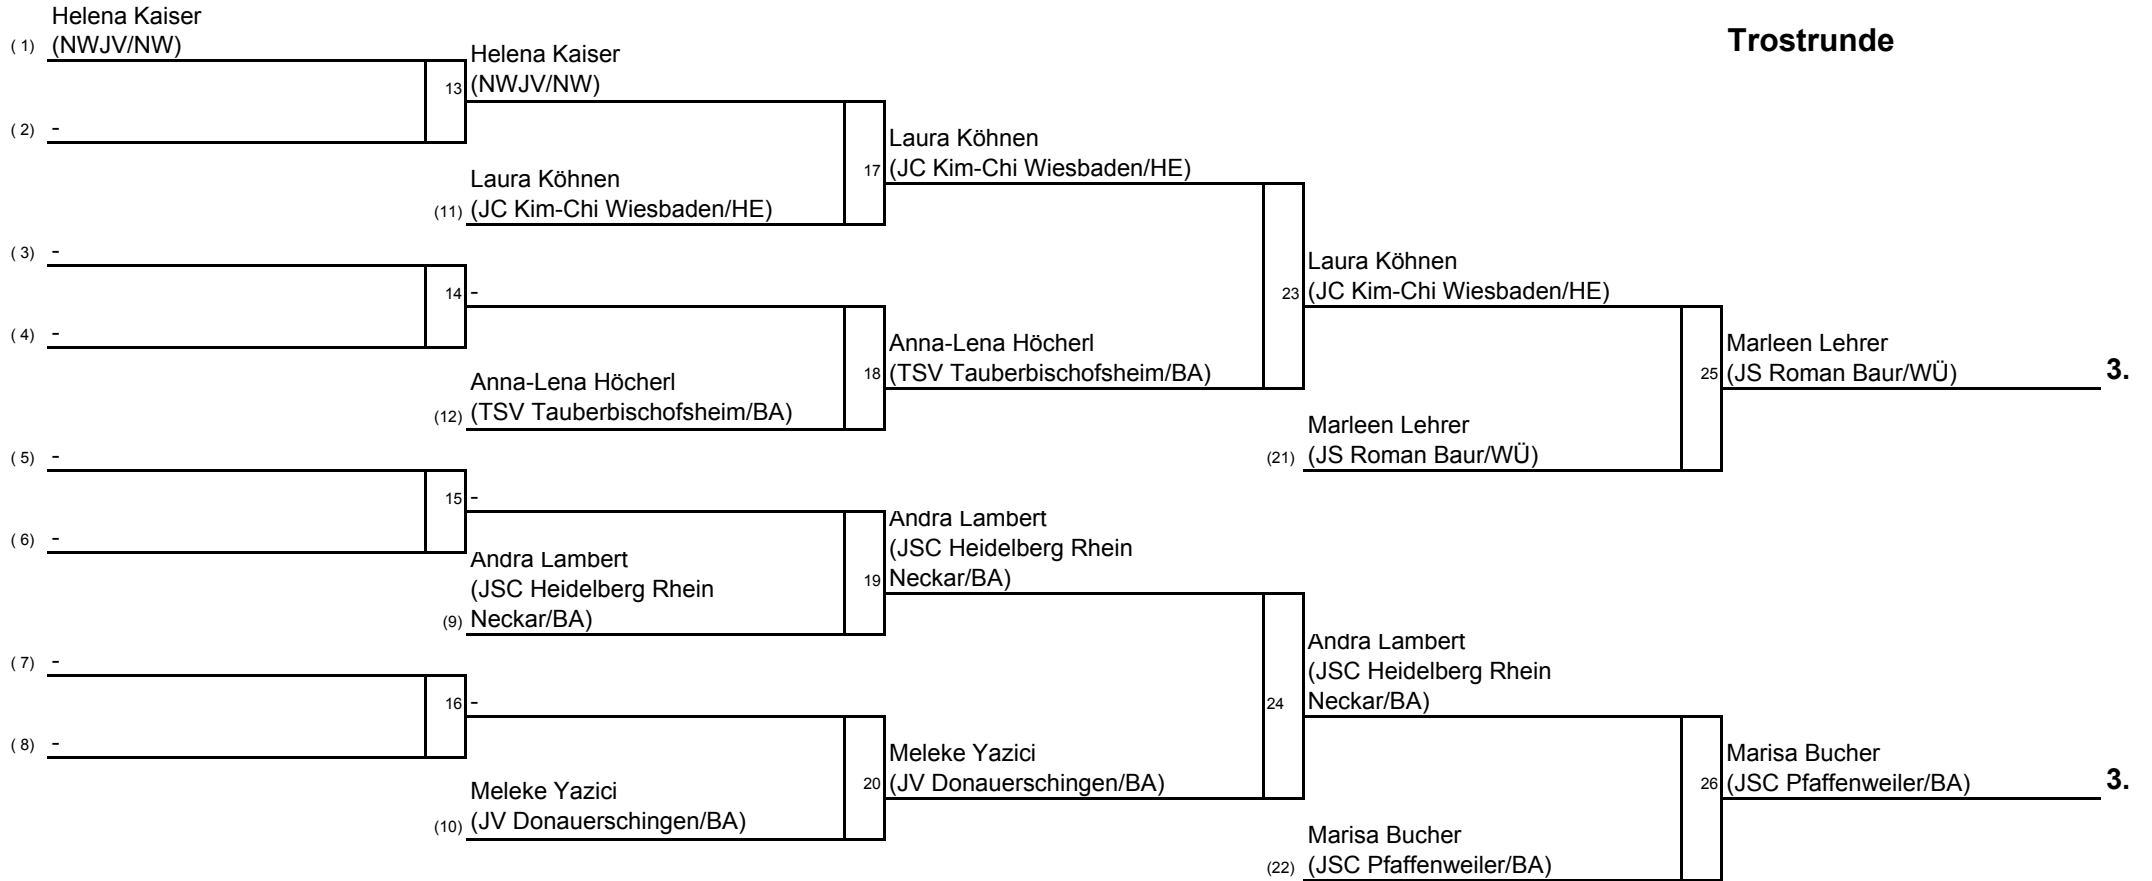 Trostrunde
Helena Kaiser
( 1) (NWJV/NW)
( 2) -
( 3) -
( 4) -
( 5) -
( 6) -
( 7) -
( 8) -
13 Helena Kaiser
(NWJV/NW)
Laura Köhnen
(11) (JC Kim-Chi Wiesbaden/HE)
14 -
Anna-Lena Höcherl
(12) (TSV Tauberbischofsheim/BA)
15 -
Andra Lambert
(JSC Heidelberg Rhein
(9) Neckar/BA)
16 -
Meleke Yazici
(10) (JV Donauerschingen/BA)
Laura Köhnen
17 (JC Kim-Chi Wiesbaden/HE)
Anna-Lena Höcherl
18 (TSV Tauberbischofsheim/BA)
Andra Lambert
(JSC Heidelberg Rhein
19 Neckar/BA)
Meleke Yazici
20 (JV Donauerschingen/BA)
Laura Köhnen
23 (JC Kim-Chi Wiesbaden/HE)
Marleen Lehrer
(21) (JS Roman Baur/WÜ)
Andra Lambert
(JSC Heidelberg Rhein
24 Neckar/BA)
Marisa Bucher
(22) (JSC Pfaffenweiler/BA)
Marleen Lehrer
25 (JS Roman Baur/WÜ) 3.
Marisa Bucher
26 (JSC Pfaffenweiler/BA) 3.